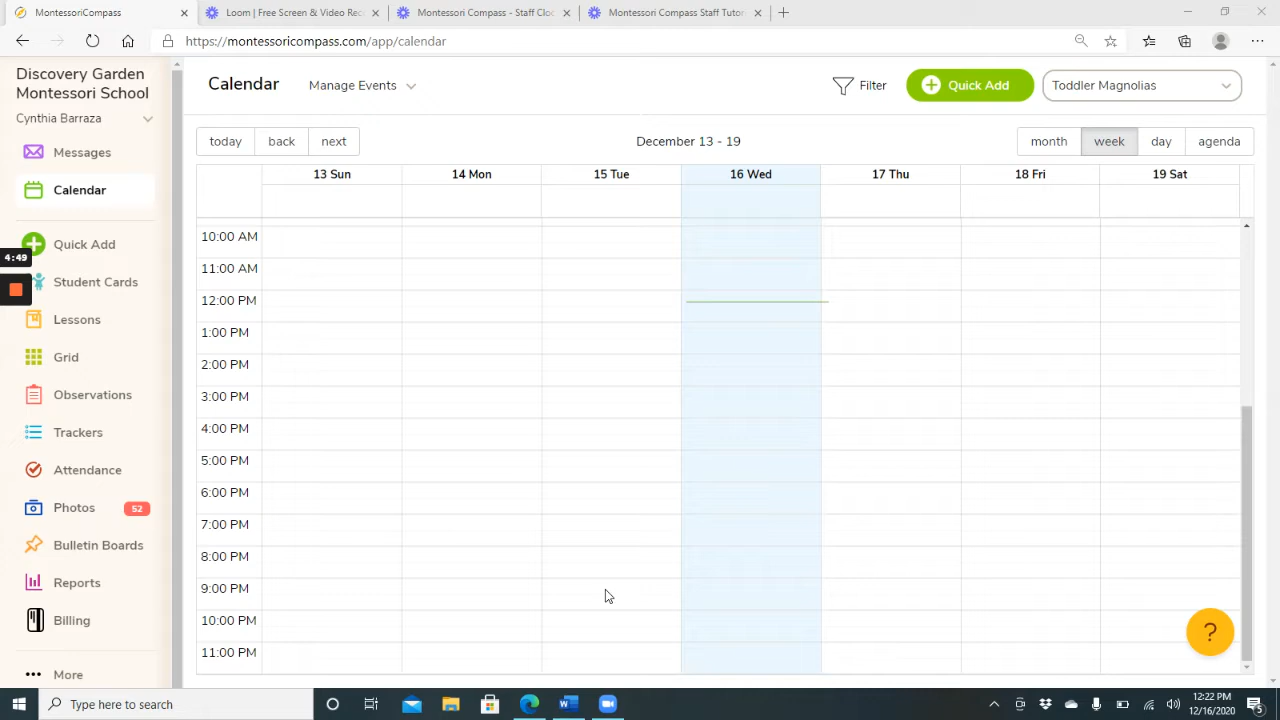 MontessoriCompass
Loom | Free Screen & Video Rec
Montessori Compass - Staff Cloc
Montessori Compass Staff Tutor
https://montessoricompass.com/app/calendar
Discovery Garden
Montessori School
Cynthia Barraza
Messages
Calendar
Quick Add
4:49
Student Cards
Lessons
Grid
Observations
Trackers
Attendance
Photos 52
Bulletin Boards
Reports
Billing
More
Calendar Manage Events Filter Quick Add Toddler Magnolias
today back next December 13 - 19 month week day agenda
13 Sun 14 Mon 15 Tue 16 Wed 17 Thu 18 Fri 19 Sat
10:00 AM
11:00 AM
12:00 PM
1:00 PM
2:00 PM
3:00 PM
4:00 PM
5:00 PM
6:00 PM
7:00 PM
8:00 PM
9:00 PM
10:00 PM
11:00 PM
?
Type here to search
12:22 PM
12/16/2020